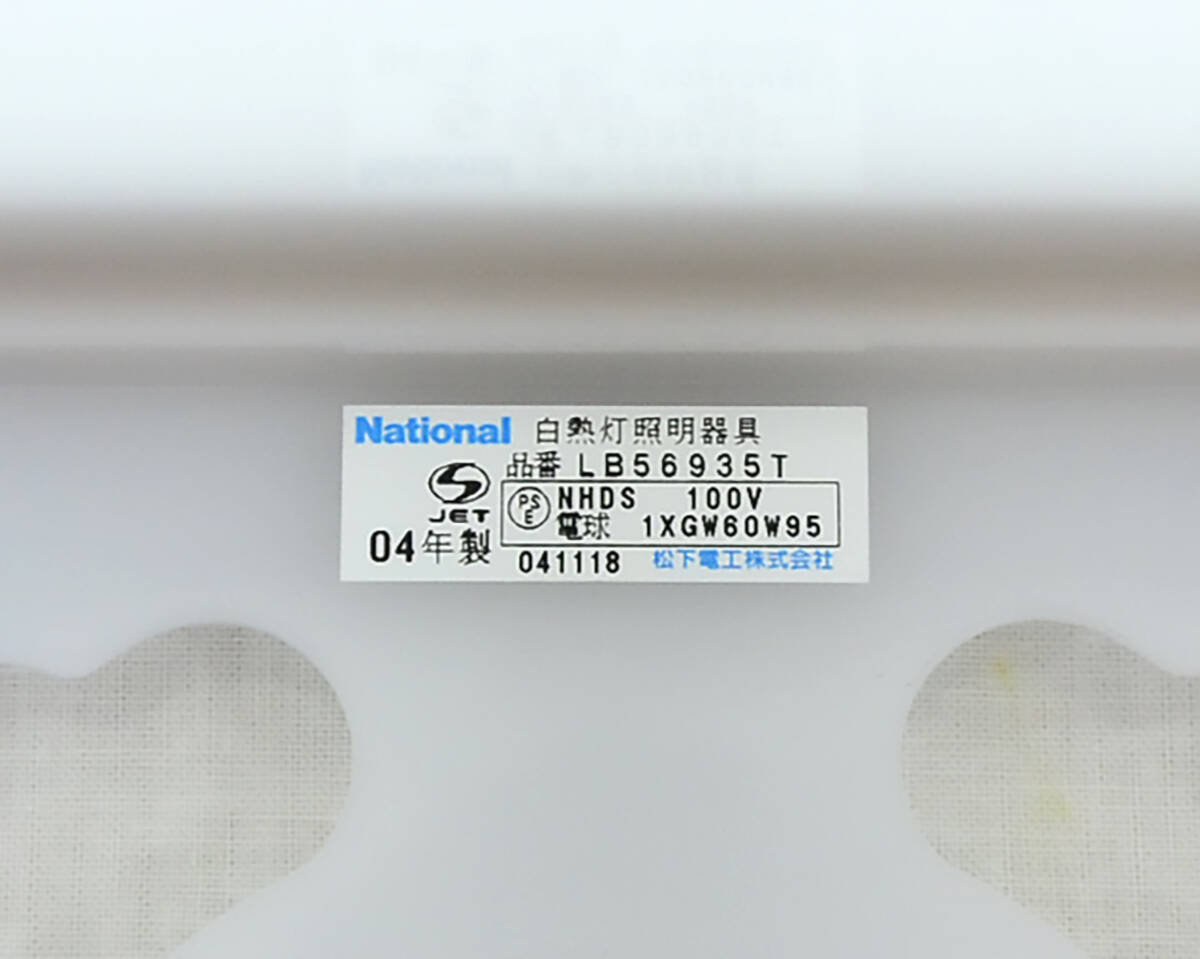 National 白熱灯照明器具
品番 LB56935T
JET
PSE NHDS 100V
電球 1XGW60W95
04年製
041118 松下電工株式会社